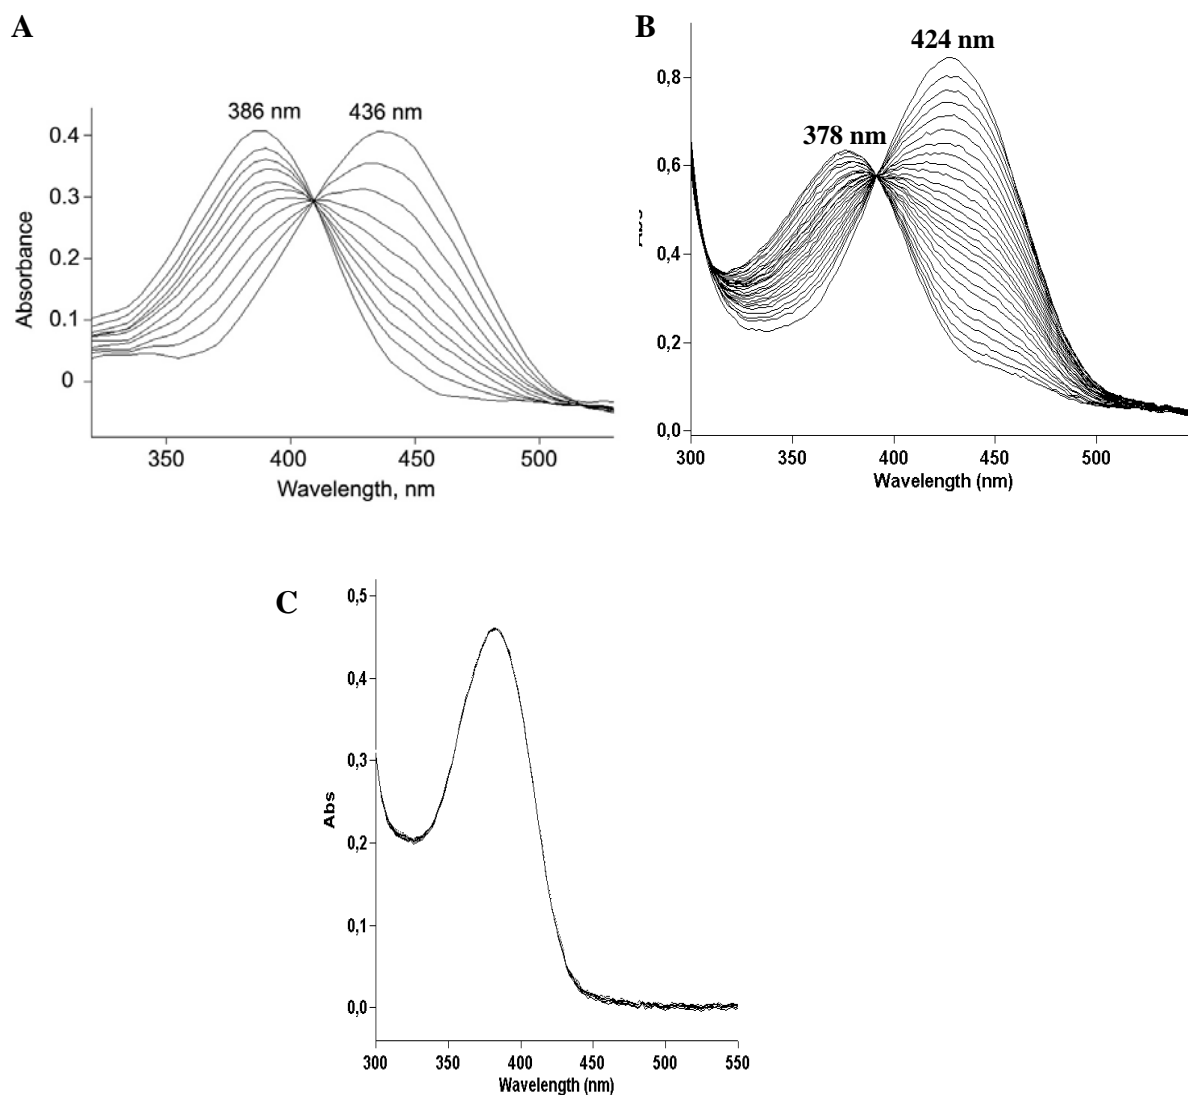 A
386 nm 436 nm
0.4
0.3
0.2
0.1
0
Absorbance
350 400 450 500
Wavelength, nm
B
424 nm
378 nm
0,8
0,6
0,4
0,2
0,0
300 350 400 450 500
Wavelength (nm)
C
0,5
0,4
0,3
0,2
0,1
0,0
Abs
300 350 400 450 500 550
Wavelength (nm)